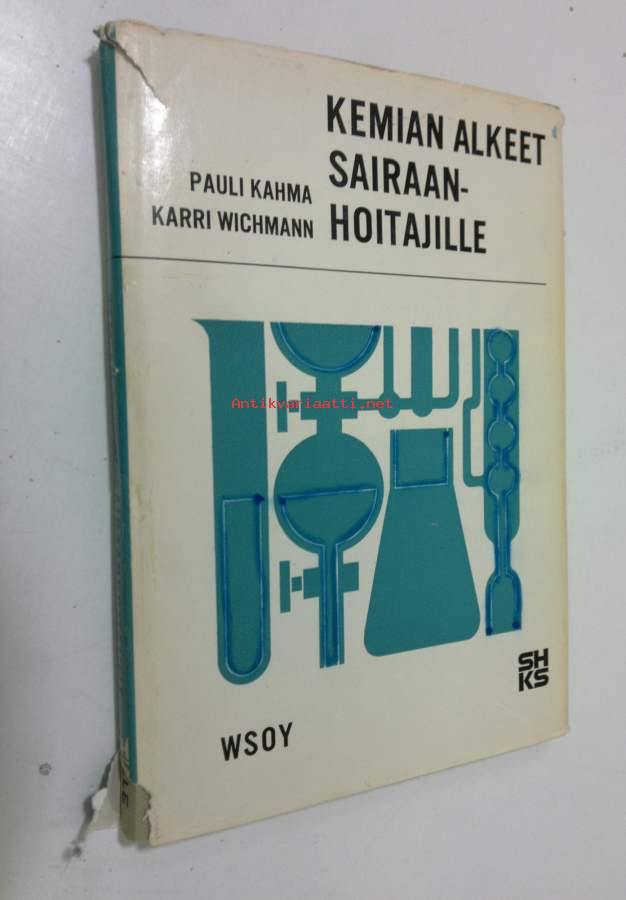 KEMIAN ALKEET
SAIRAAN-
HOITAJILLE
PAULI KAHMA
KARRI WICHMANN
Antikvariaatti.net
SH
KS
WSOY